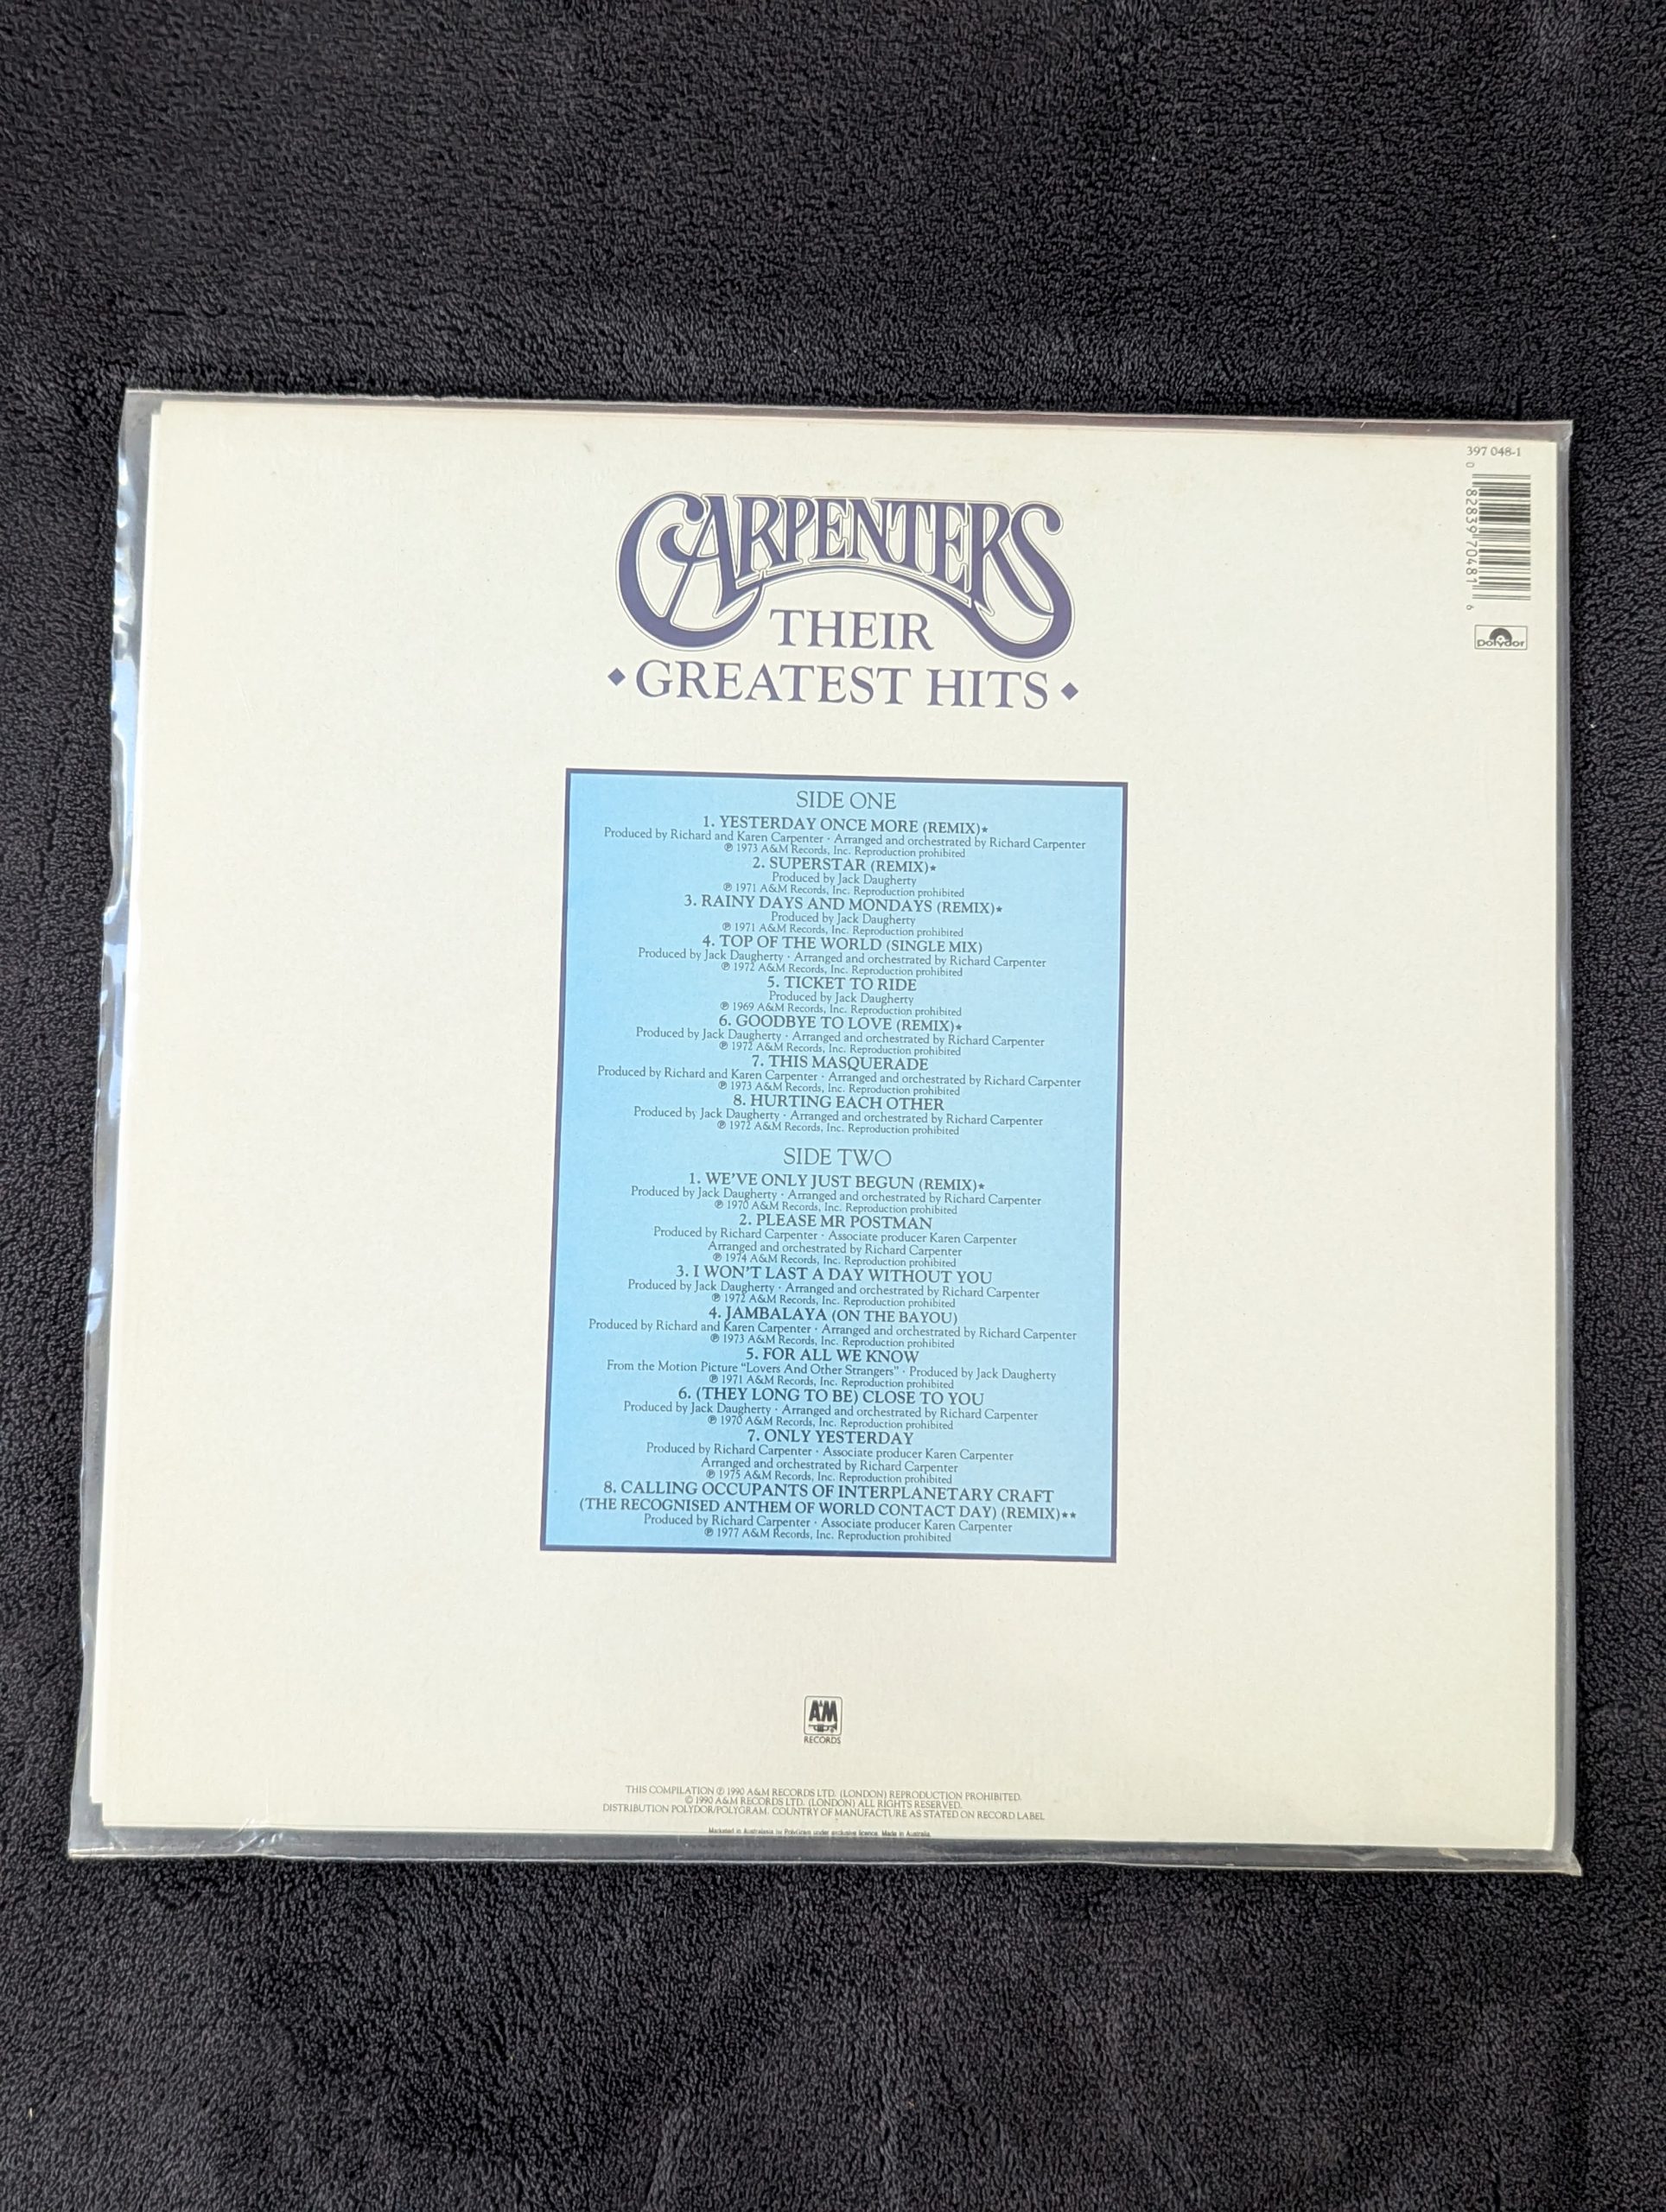 397 048-1
0 82839 70481 6
Polydor
CARPENTERS
THEIR
◆ GREATEST HITS ◆
SIDE ONE
1. YESTERDAY ONCE MORE (REMIX)★
Produced by Richard and Karen Carpenter · Arranged and orchestrated by Richard Carpenter
℗ 1973 A&M Records, Inc. Reproduction prohibited
2. SUPERSTAR (REMIX)★
Produced by Jack Daugherty
℗ 1971 A&M Records, Inc. Reproduction prohibited
3. RAINY DAYS AND MONDAYS (REMIX)★
Produced by Jack Daugherty
℗ 1971 A&M Records, Inc. Reproduction prohibited
4. TOP OF THE WORLD (SINGLE MIX)
Produced by Jack Daugherty · Arranged and orchestrated by Richard Carpenter
℗ 1972 A&M Records, Inc. Reproduction prohibited
5. TICKET TO RIDE
Produced by Jack Daugherty
℗ 1969 A&M Records, Inc. Reproduction prohibited
6. GOODBYE TO LOVE (REMIX)★
Produced by Jack Daugherty · Arranged and orchestrated by Richard Carpenter
℗ 1972 A&M Records, Inc. Reproduction prohibited
7. THIS MASQUERADE
Produced by Richard and Karen Carpenter · Arranged and orchestrated by Richard Carpenter
℗ 1973 A&M Records, Inc. Reproduction prohibited
8. HURTING EACH OTHER
Produced by Jack Daugherty · Arranged and orchestrated by Richard Carpenter
℗ 1972 A&M Records, Inc. Reproduction prohibited
SIDE TWO
1. WE'VE ONLY JUST BEGUN (REMIX)★
Produced by Jack Daugherty · Arranged and orchestrated by Richard Carpenter
℗ 1970 A&M Records, Inc. Reproduction prohibited
2. PLEASE MR POSTMAN
Produced by Richard Carpenter · Associate producer Karen Carpenter
Arranged and orchestrated by Richard Carpenter
℗ 1974 A&M Records, Inc. Reproduction prohibited
3. I WON'T LAST A DAY WITHOUT YOU
Produced by Jack Daugherty · Arranged and orchestrated by Richard Carpenter
℗ 1972 A&M Records, Inc. Reproduction prohibited
4. JAMBALAYA (ON THE BAYOU)
Produced by Richard and Karen Carpenter · Arranged and orchestrated by Richard Carpenter
℗ 1973 A&M Records, Inc. Reproduction prohibited
5. FOR ALL WE KNOW
From the Motion Picture "Lovers And Other Strangers" · Produced by Jack Daugherty
℗ 1971 A&M Records, Inc. Reproduction prohibited
6. (THEY LONG TO BE) CLOSE TO YOU
Produced by Jack Daugherty · Arranged and orchestrated by Richard Carpenter
℗ 1970 A&M Records, Inc. Reproduction prohibited
7. ONLY YESTERDAY
Produced by Richard Carpenter · Associate producer Karen Carpenter
Arranged and orchestrated by Richard Carpenter
℗ 1975 A&M Records, Inc. Reproduction prohibited
8. CALLING OCCUPANTS OF INTERPLANETARY CRAFT
(THE RECOGNISED ANTHEM OF WORLD CONTACT DAY) (REMIX)★★
Produced by Richard Carpenter · Associate producer Karen Carpenter
℗ 1977 A&M Records, Inc. Reproduction prohibited
A&M
RECORDS
THIS COMPILATION ℗ 1990 A&M RECORDS LTD. (LONDON) REPRODUCTION PROHIBITED.
© 1990 A&M RECORDS LTD. (LONDON) ALL RIGHTS RESERVED.
DISTRIBUTION POLYDOR/POLYGRAM. COUNTRY OF MANUFACTURE AS STATED ON RECORD LABEL
Marketed in Australasia by PolyGram under exclusive licence. Made in Australia.